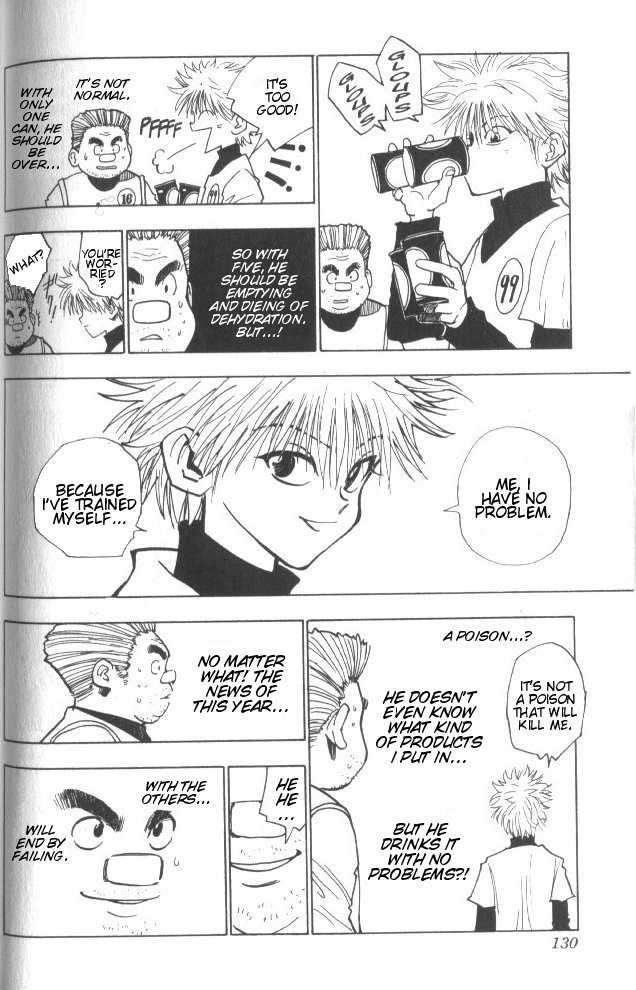 GLOUPS
GLOUPS
99
IT'S
TOO
GOOD!
PFFFF
IT'S NOT
NORMAL.
WITH
ONLY
ONE
CAN, HE
SHOULD
BE
OVER...
16
SO WITH
FIVE, HE
SHOULD BE
EMPTYING
AND DIEING OF
DEHYDRATION.
BUT...!
YOU'RE
WOR-
RIED
?
WHAT?
ME, I
HAVE NO
PROBLEM.
BECAUSE
I'VE TRAINED
MYSELF...
IT'S NOT
A POISON
THAT WILL
KILL ME.
A POISON...?
HE DOESN'T
EVEN KNOW
WHAT KIND
OF PRODUCTS
I PUT IN...
BUT HE
DRINKS IT
WITH NO
PROBLEMS?!
NO MATTER
WHAT! THE
NEWS OF
THIS YEAR...
HE
HE
...
WITH THE
OTHERS...
WILL
END BY
FAILING.
130